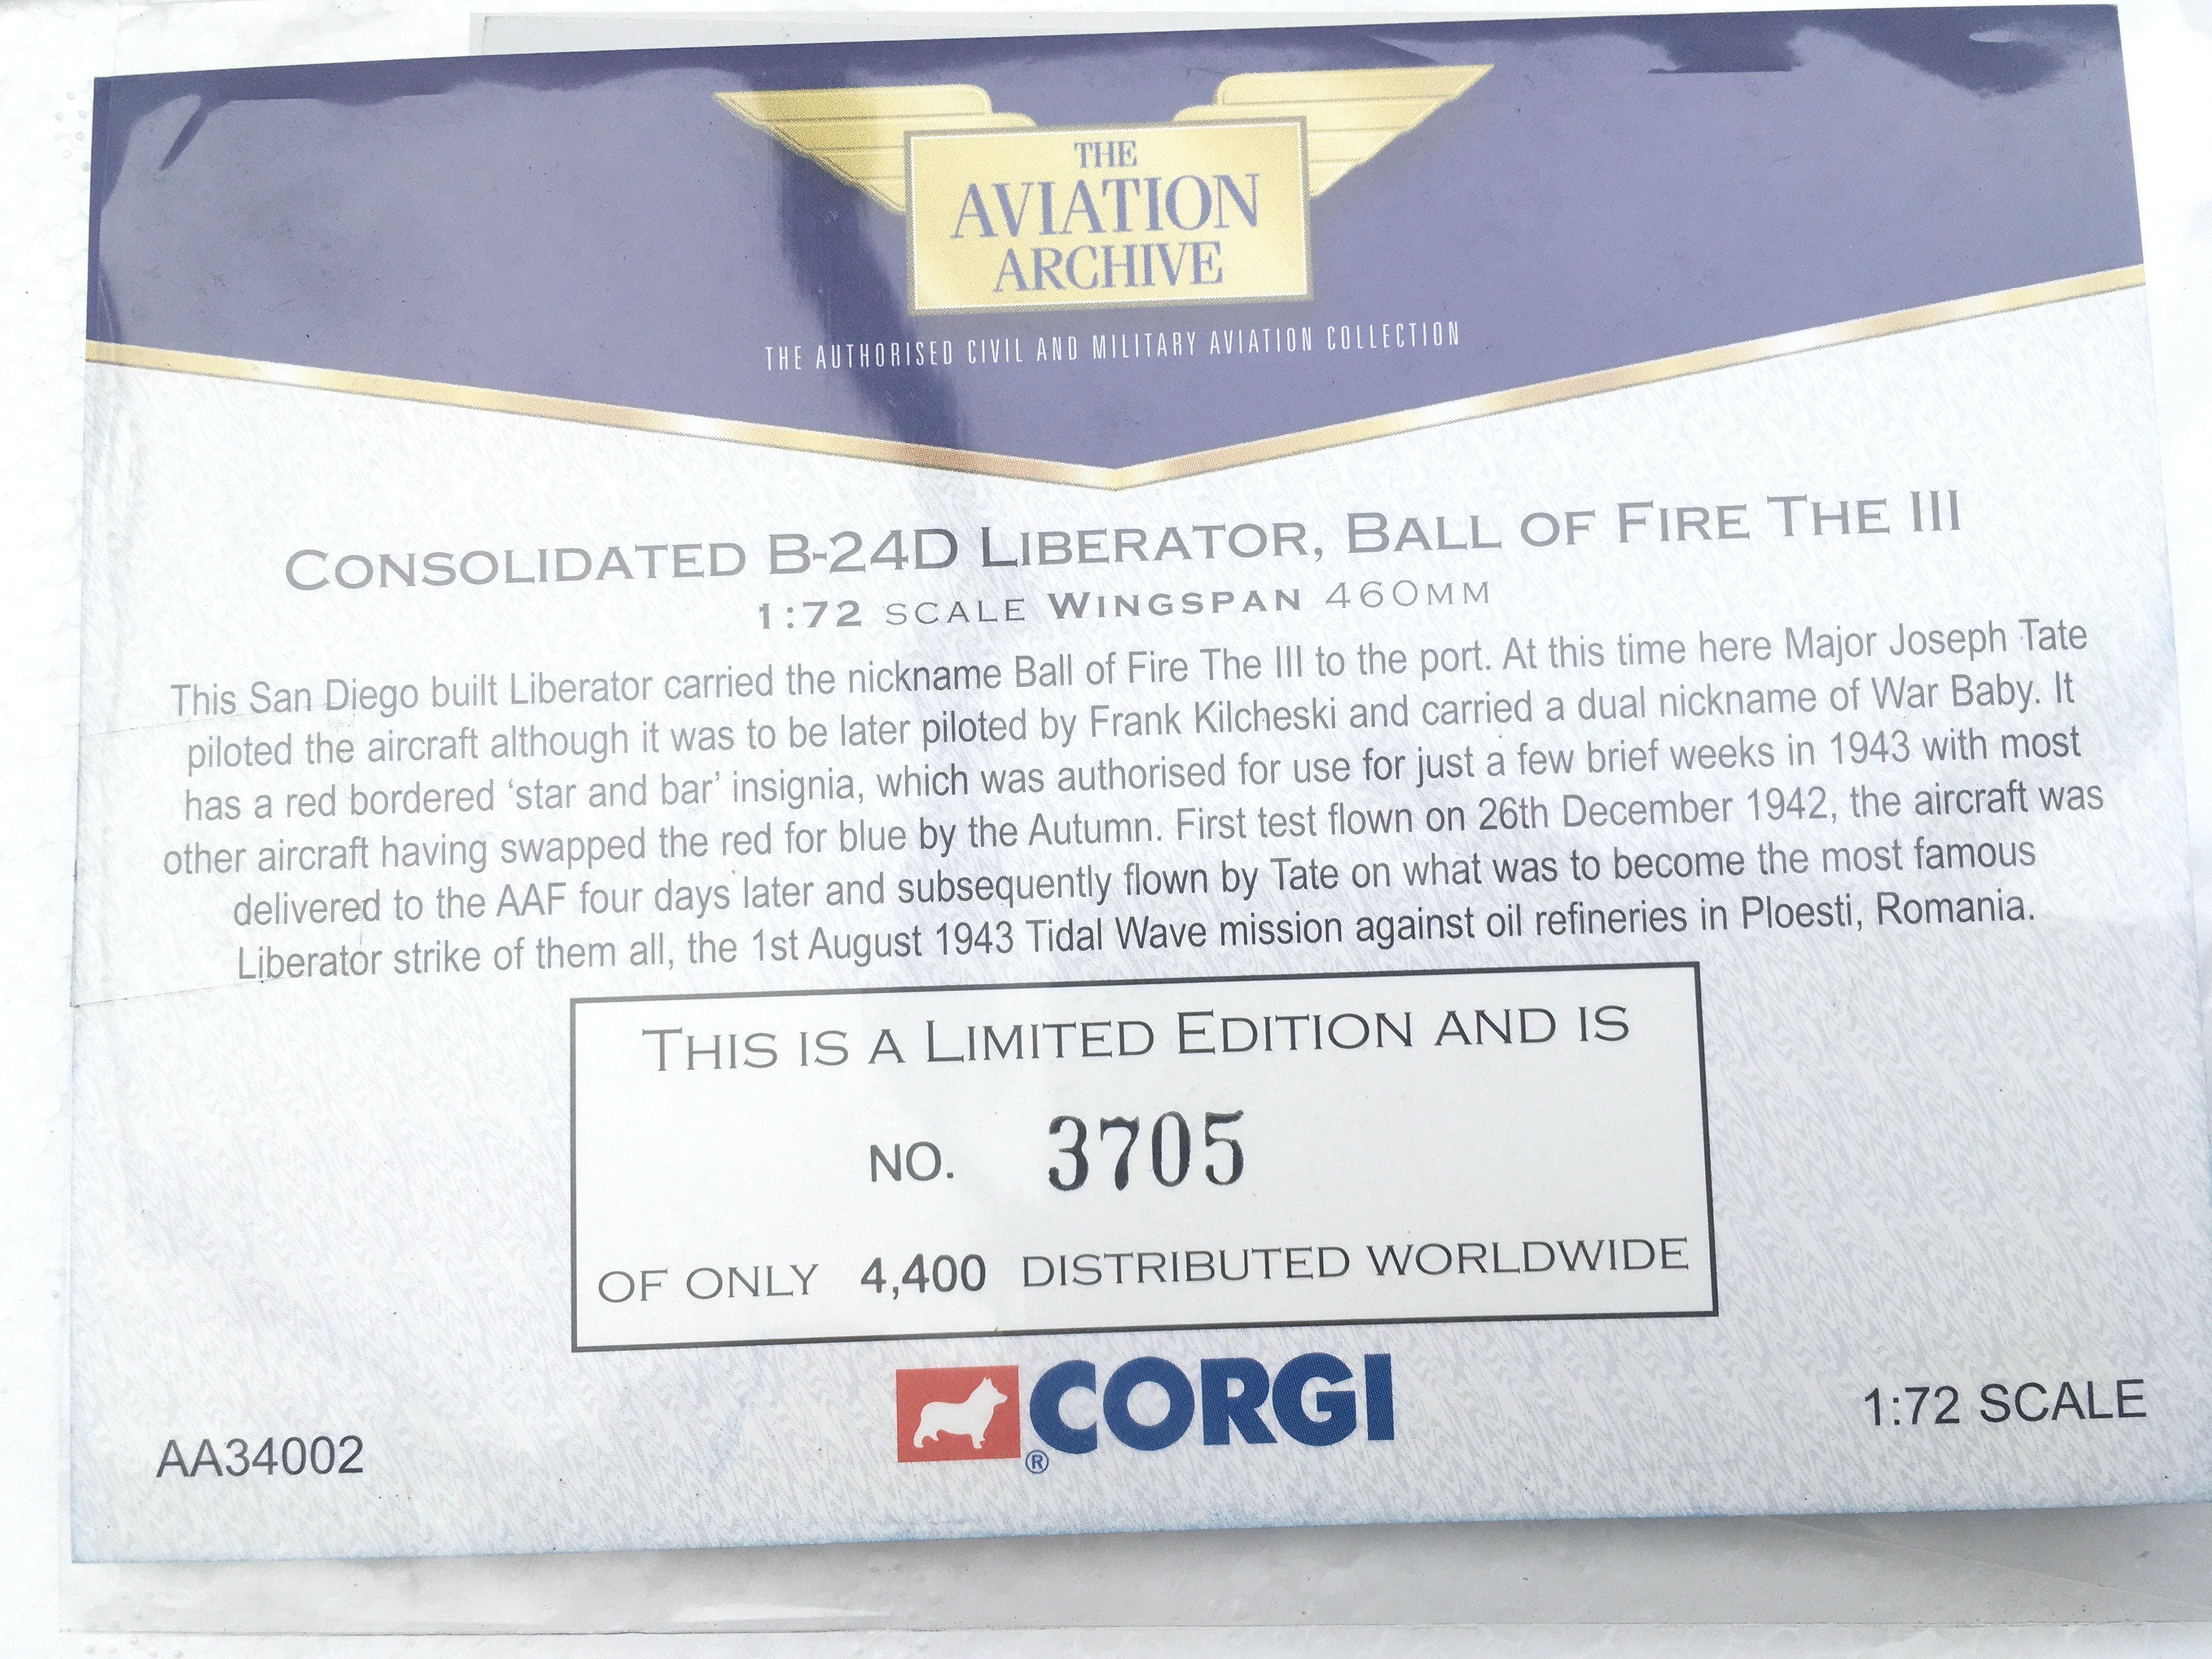 THE
AVIATION
ARCHIVE
THE AUTHORISED CIVIL AND MILITARY AVIATION COLLECTION
CONSOLIDATED B-24D LIBERATOR, BALL OF FIRE THE III
1:72 SCALE WINGSPAN 460MM
This San Diego built Liberator carried the nickname Ball of Fire The III to the port. At this time here Major Joseph Tate
piloted the aircraft although it was to be later piloted by Frank Kilcheski and carried a dual nickname of War Baby. It
has a red bordered ‘star and bar’ insignia, which was authorised for use for just a few brief weeks in 1943 with most
other aircraft having swapped the red for blue by the Autumn. First test flown on 26th December 1942, the aircraft was
delivered to the AAF four days later and subsequently flown by Tate on what was to become the most famous
Liberator strike of them all, the 1st August 1943 Tidal Wave mission against oil refineries in Ploesti, Romania.
THIS IS A LIMITED EDITION AND IS
NO. 3705
OF ONLY 4,400 DISTRIBUTED WORLDWIDE
CORGI
®
AA34002
1:72 SCALE